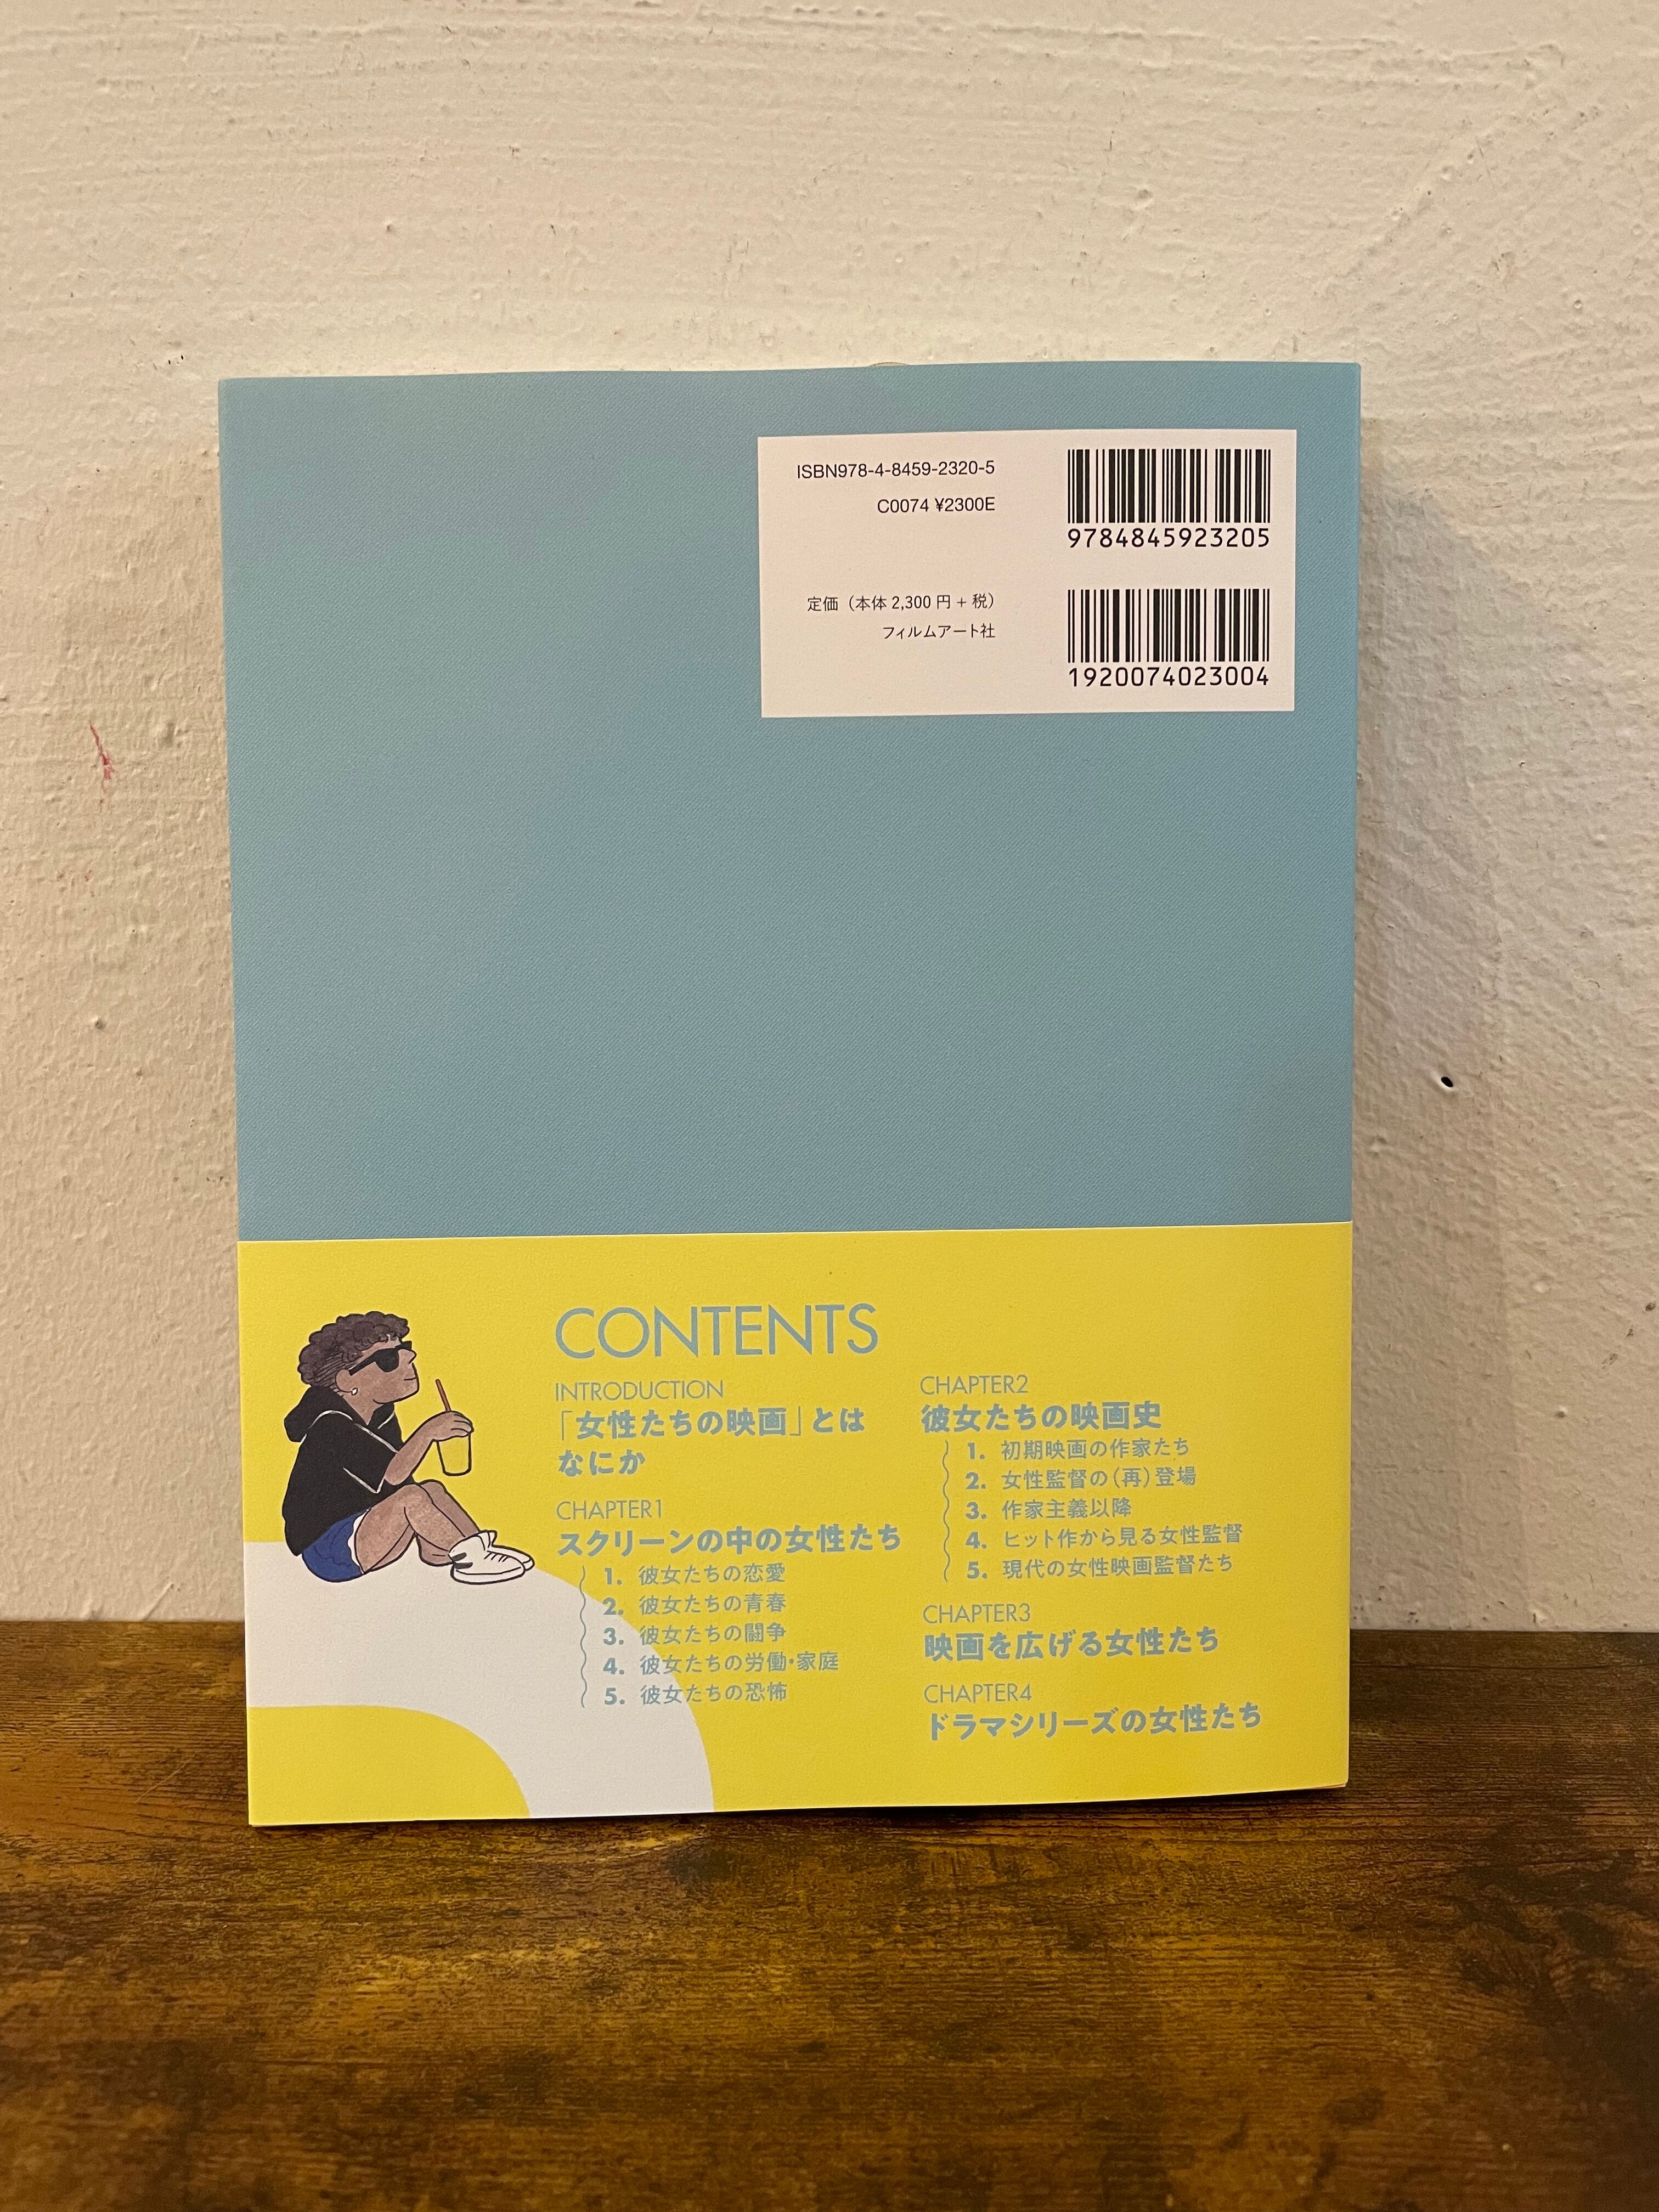 ISBN978-4-8459-2320-5
C0074 ¥2300E
9784845923205
定価（本体 2,300 円 + 税）
フィルムアート社
1920074023004
CONTENTS
INTRODUCTION
「女性たちの映画」とは
なにか
CHAPTER1
スクリーンの中の女性たち
1. 彼女たちの恋愛
2. 彼女たちの青春
3. 彼女たちの闘争
4. 彼女たちの労働・家庭
5. 彼女たちの恐怖
CHAPTER2
彼女たちの映画史
1. 初期映画の作家たち
2. 女性監督の（再）登場
3. 作家主義以降
4. ヒット作から見る女性監督
5. 現代の女性映画監督たち
CHAPTER3
映画を広げる女性たち
CHAPTER4
ドラマシリーズの女性たち